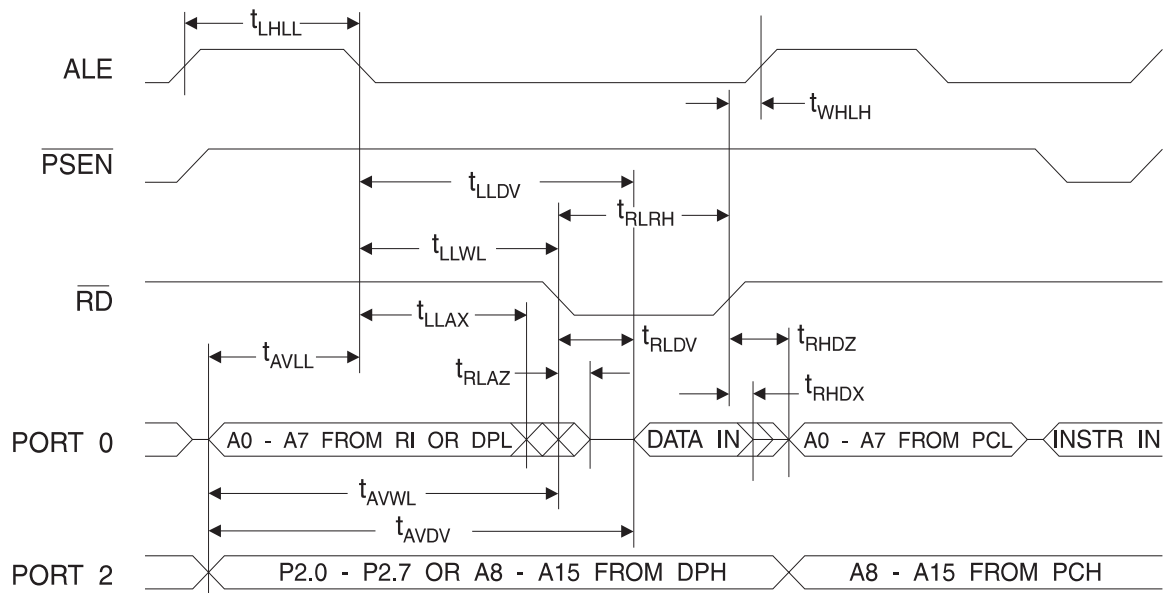 tLHLL
ALE
tWHLH
PSEN
tLLDV
tRLRH
tLLWL
RD
tLLAX
tRLDV
tRHDZ
tAVLL
tRLAZ
tRHDX
PORT 0
A0 - A7 FROM RI OR DPL
DATA IN
A0 - A7 FROM PCL
INSTR IN
tAVWL
tAVDV
PORT 2
P2.0 - P2.7 OR A8 - A15 FROM DPH
A8 - A15 FROM PCH